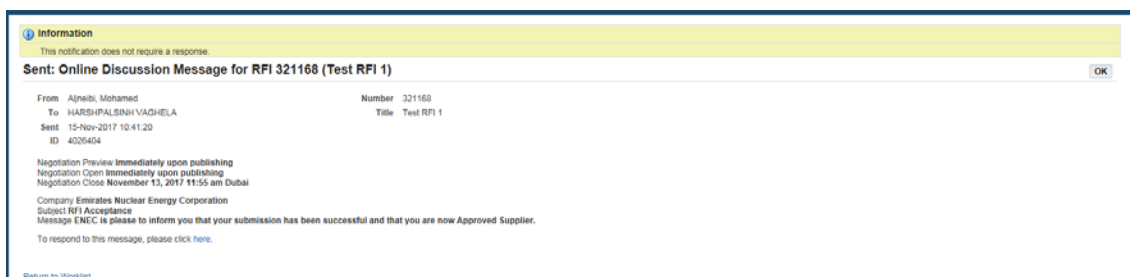 Information
This notification does not require a response.
Sent: Online Discussion Message for RFI 321168 (Test RFI 1)
OK
From Aljneibi, Mohamed
Number 321168
To HARSHPALSINH VAGHELA
Title Test RFI 1
Sent 15-Nov-2017 10:41:20
ID 4026404
Negotiation Preview Immediately upon publishing
Negotiation Open Immediately upon publishing
Negotiation Close November 13, 2017 11:55 am Dubai
Company Emirates Nuclear Energy Corporation
Subject RFI Acceptance
Message ENEC is please to inform you that your submission has been successful and that you are now Approved Supplier.
To respond to this message, please click here.
Return to Worklist